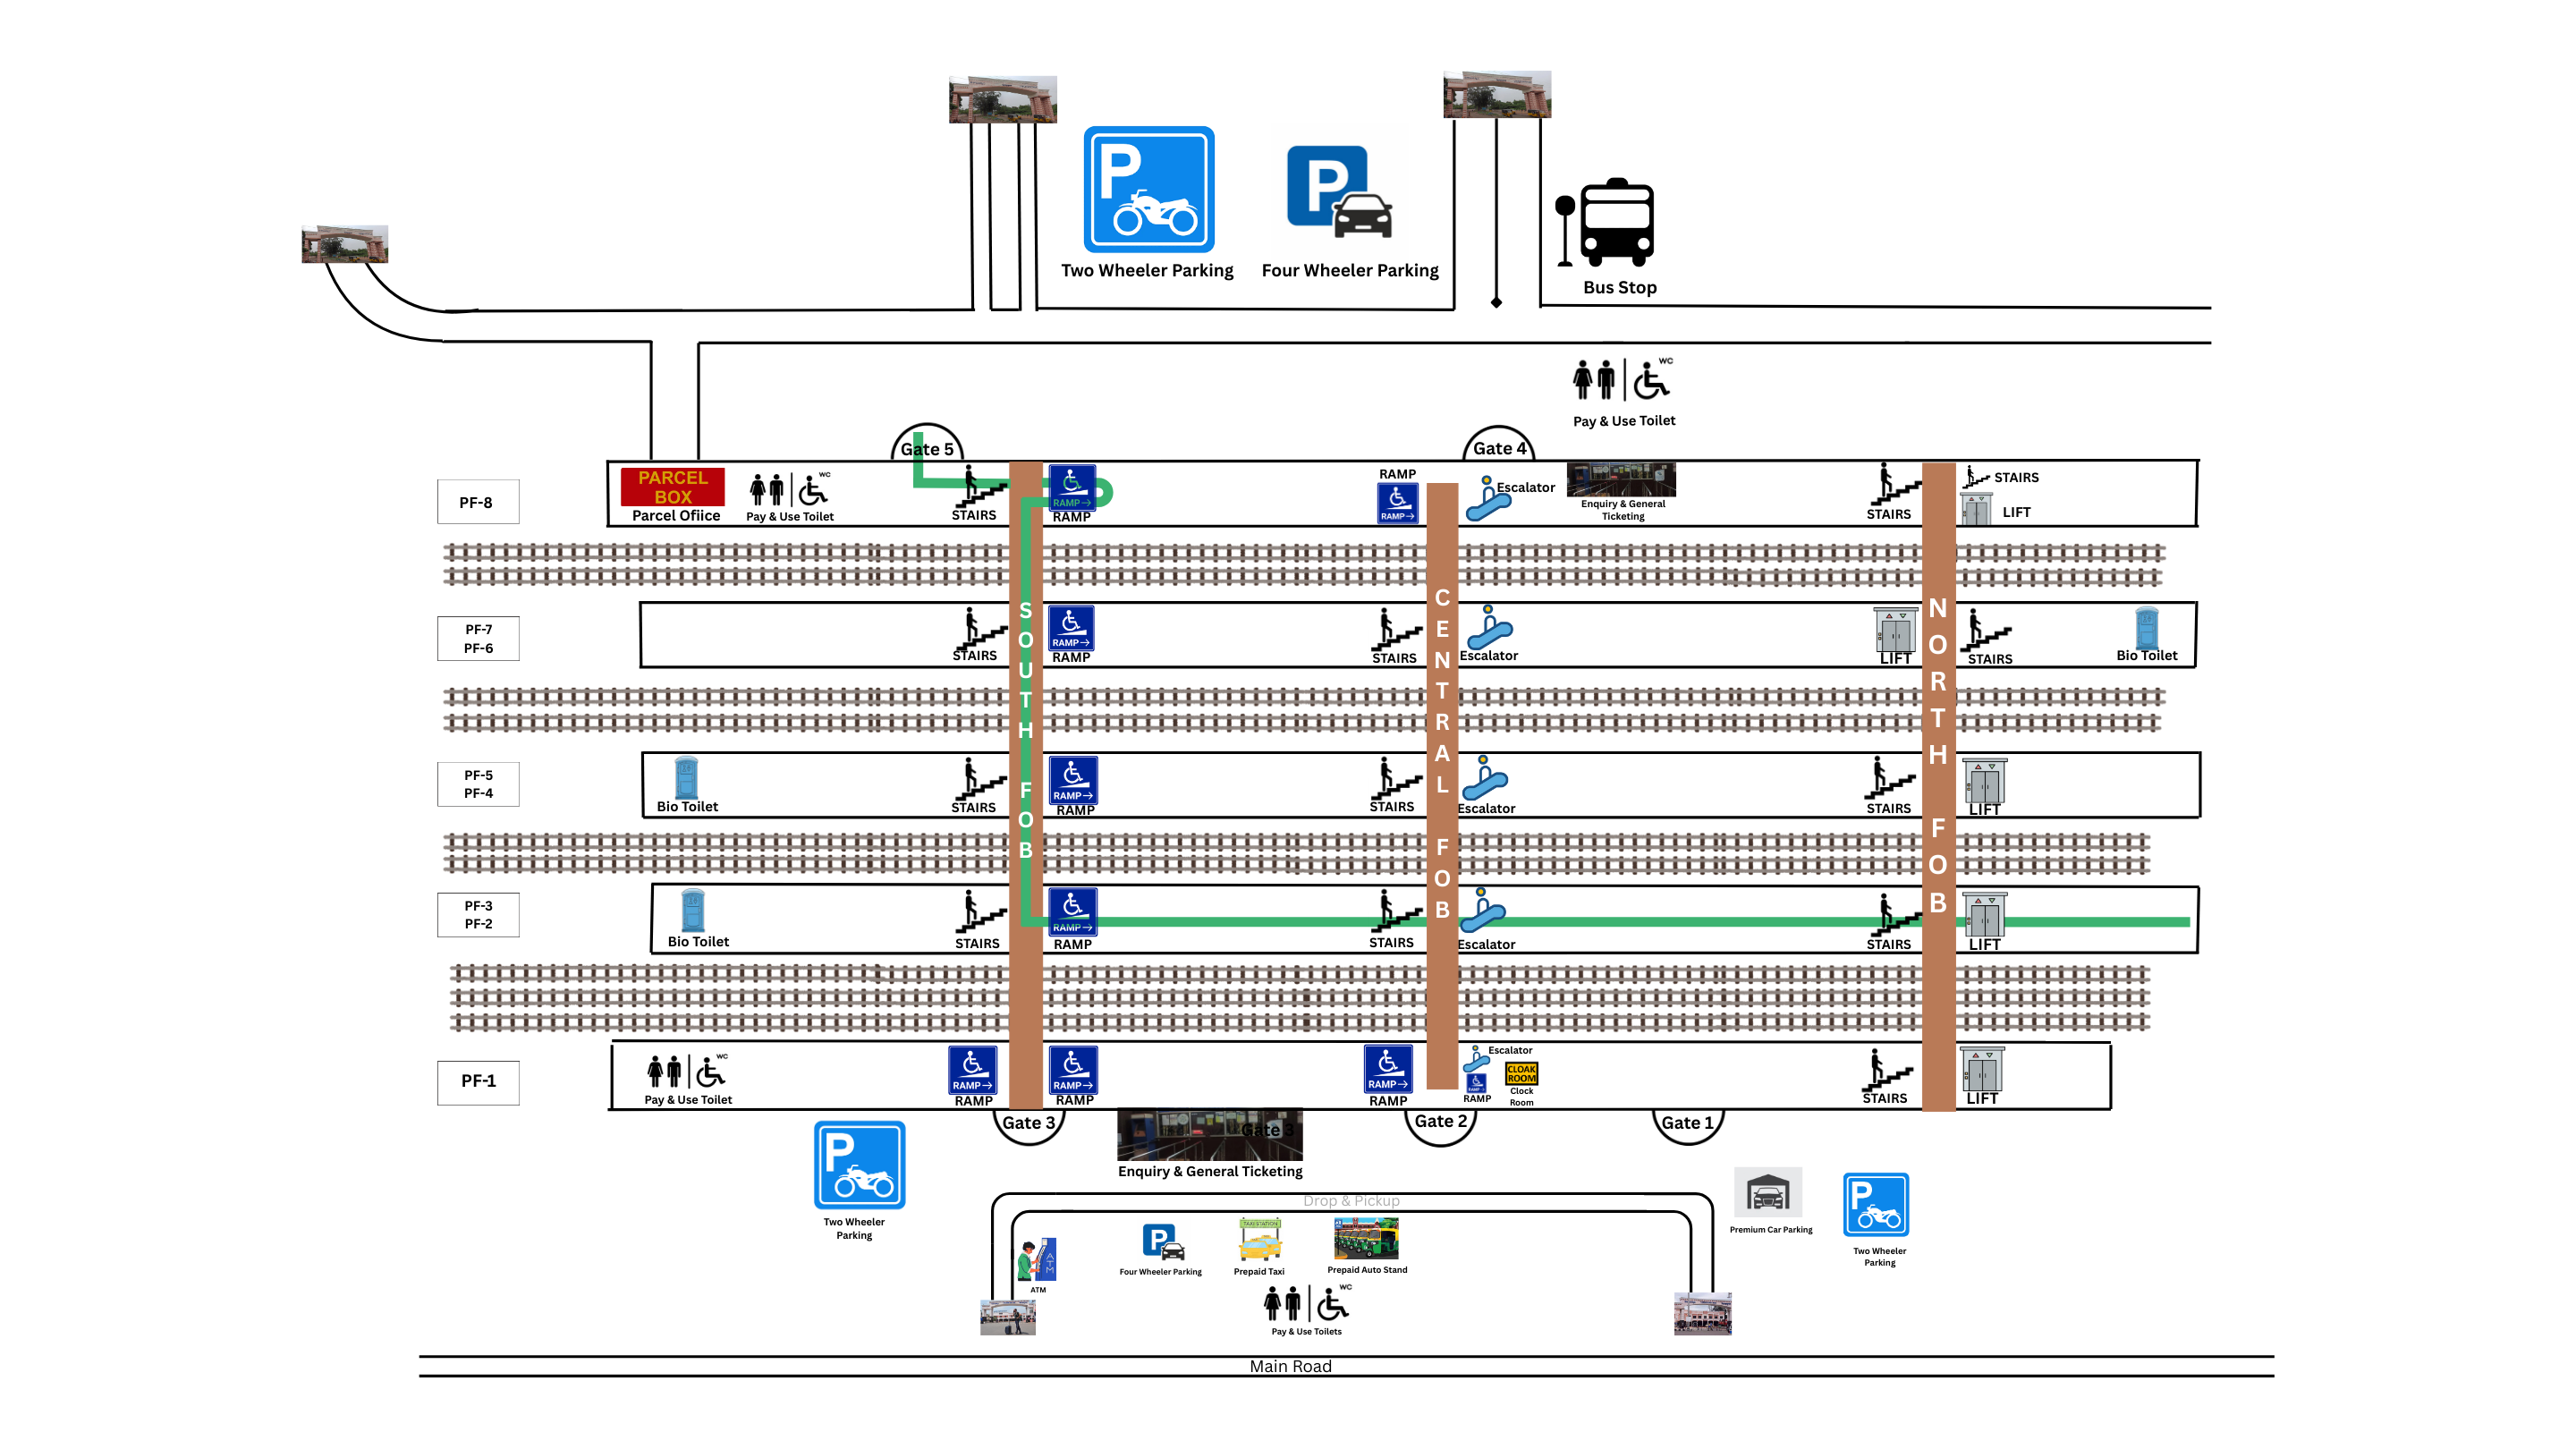 P
Two Wheeler Parking
P
Four Wheeler Parking
Bus Stop
WC
Pay & Use Toilet
Gate 5
Gate 4
PF-8
PARCEL
BOX
Parcel Ofiice
WC
Pay & Use Toilet
STAIRS
RAMP→
RAMP
RAMP
RAMP→
Escalator
Enquiry & General
Ticketing
STAIRS
STAIRS
LIFT
SOUTH FOB
CENTRAL FOB
NORTH FOB
PF-7
PF-6
STAIRS
RAMP→
RAMP
STAIRS
Escalator
LIFT
STAIRS
Bio Toilet
PF-5
PF-4
Bio Toilet
STAIRS
RAMP→
RAMP
STAIRS
Escalator
STAIRS
LIFT
PF-3
PF-2
Bio Toilet
STAIRS
RAMP→
RAMP
STAIRS
Escalator
STAIRS
LIFT
PF-1
WC
Pay & Use Toilet
RAMP→
RAMP
RAMP→
RAMP
RAMP→
RAMP
Escalator
RAMP
CLOAK
ROOM
Clock
Room
STAIRS
LIFT
Gate 3
Gate 3
Gate 2
Gate 1
Enquiry & General Ticketing
P
Two Wheeler
Parking
Drop & Pickup
ATM
ATM
P
Four Wheeler Parking
TAXI STATION
Prepaid Taxi
Prepaid Auto Stand
WC
Pay & Use Toilets
Premium Car Parking
P
Two Wheeler
Parking
Main Road